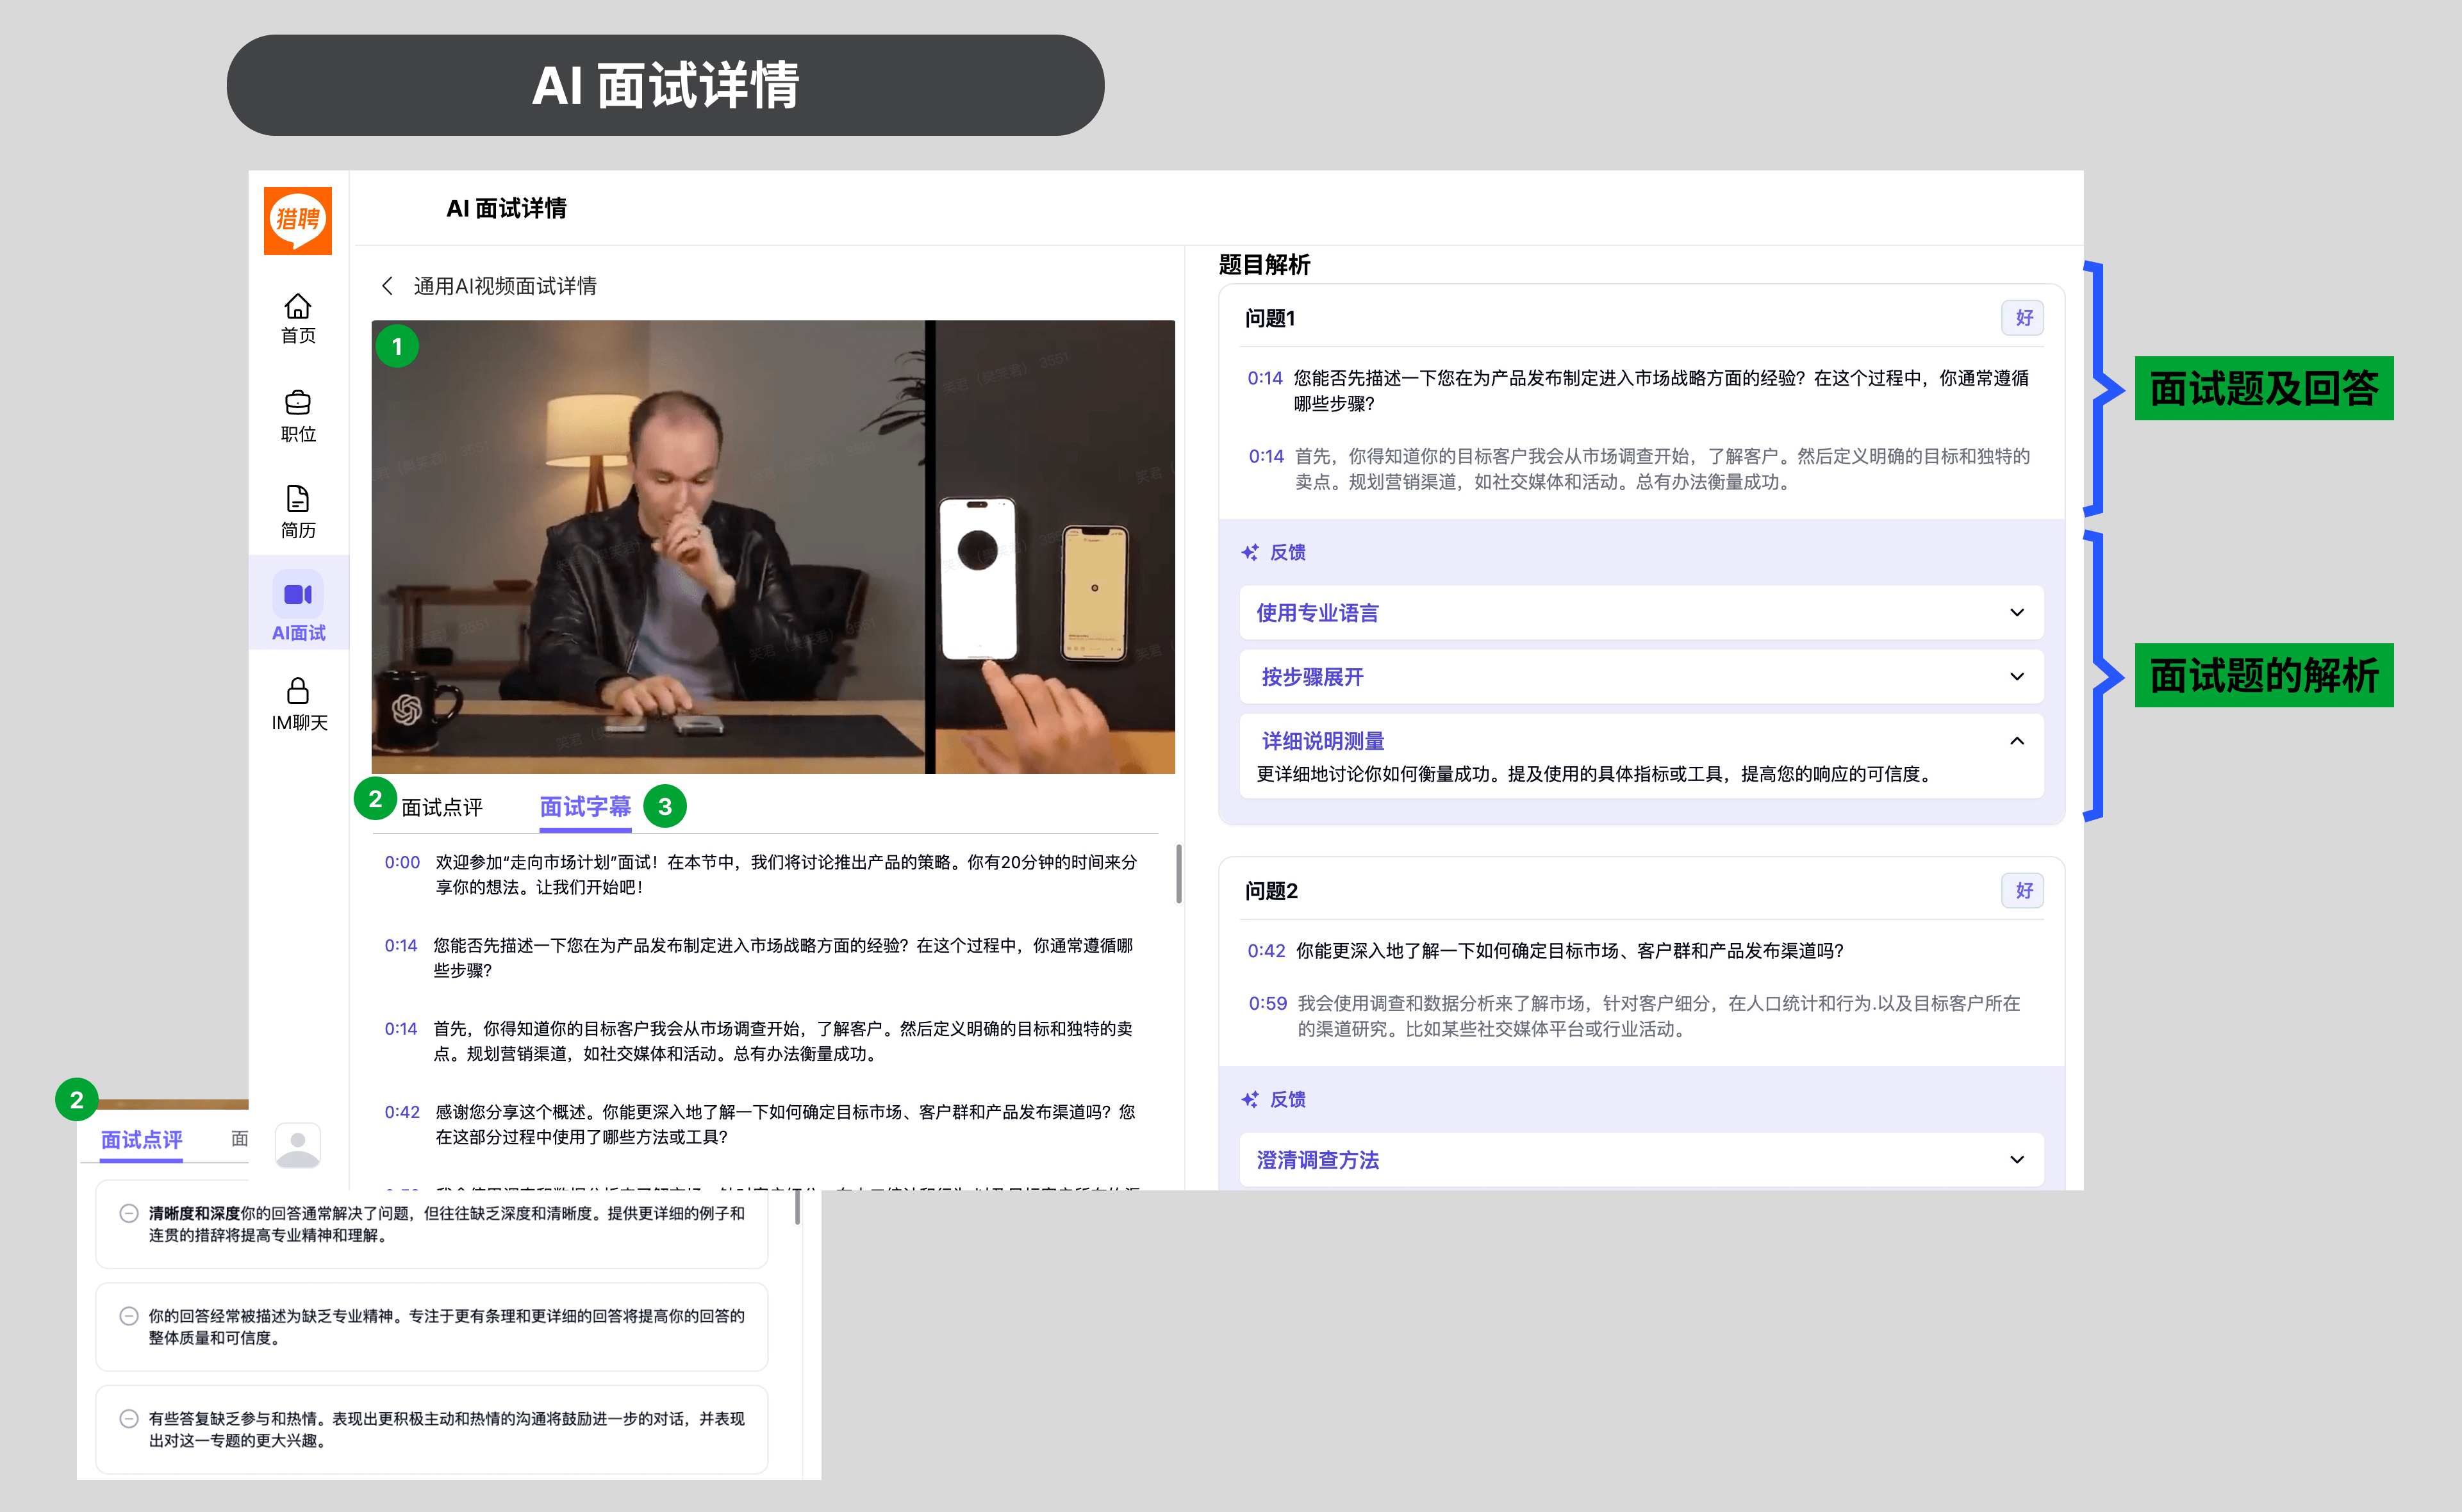 AI 面试详情
猎聘
首页
职位
简历
AI面试
IM聊天
AI 面试详情
通用AI视频面试详情
1
2
面试点评
面试字幕
3
0:00 欢迎参加“走向市场计划”面试！在本节中，我们将讨论推出产品的策略。你有20分钟的时间来分
享你的想法。让我们开始吧！
0:14 您能否先描述一下您在为产品发布制定进入市场战略方面的经验？在这个过程中，你通常遵循哪
些步骤？
0:14 首先，你得知道你的目标客户我会从市场调查开始，了解客户。然后定义明确的目标和独特的卖
点。规划营销渠道，如社交媒体和活动。总有办法衡量成功。
0:42 感谢您分享这个概述。你能更深入地了解一下如何确定目标市场、客户群和产品发布渠道吗？您
在这部分过程中使用了哪些方法或工具？
题目解析
问题1
好
0:14 您能否先描述一下您在为产品发布制定进入市场战略方面的经验？在这个过程中，你通常遵循
哪些步骤？
0:14 首先，你得知道你的目标客户我会从市场调查开始，了解客户。然后定义明确的目标和独特的
卖点。规划营销渠道，如社交媒体和活动。总有办法衡量成功。
反馈
使用专业语言
按步骤展开
详细说明测量
更详细地讨论你如何衡量成功。提及使用的具体指标或工具，提高您的响应的可信度。
问题2
好
0:42 你能更深入地了解一下如何确定目标市场、客户群和产品发布渠道吗？
0:59 我会使用调查和数据分析来了解市场，针对客户细分，在人口统计和行为.以及目标客户所在
的渠道研究。比如某些社交媒体平台或行业活动。
反馈
澄清调查方法
面试题及回答
面试题的解析
2
面试点评
面
清晰度和深度你的回答通常解决了问题，但往往缺乏深度和清晰度。提供更详细的例子和
连贯的措辞将提高专业精神和理解。
你的回答经常被描述为缺乏专业精神。专注于更有条理和更详细的回答将提高你的回答的
整体质量和可信度。
有些答复缺乏参与和热情。表现出更积极主动和热情的沟通将鼓励进一步的对话，并表现
出对这一专题的更大兴趣。